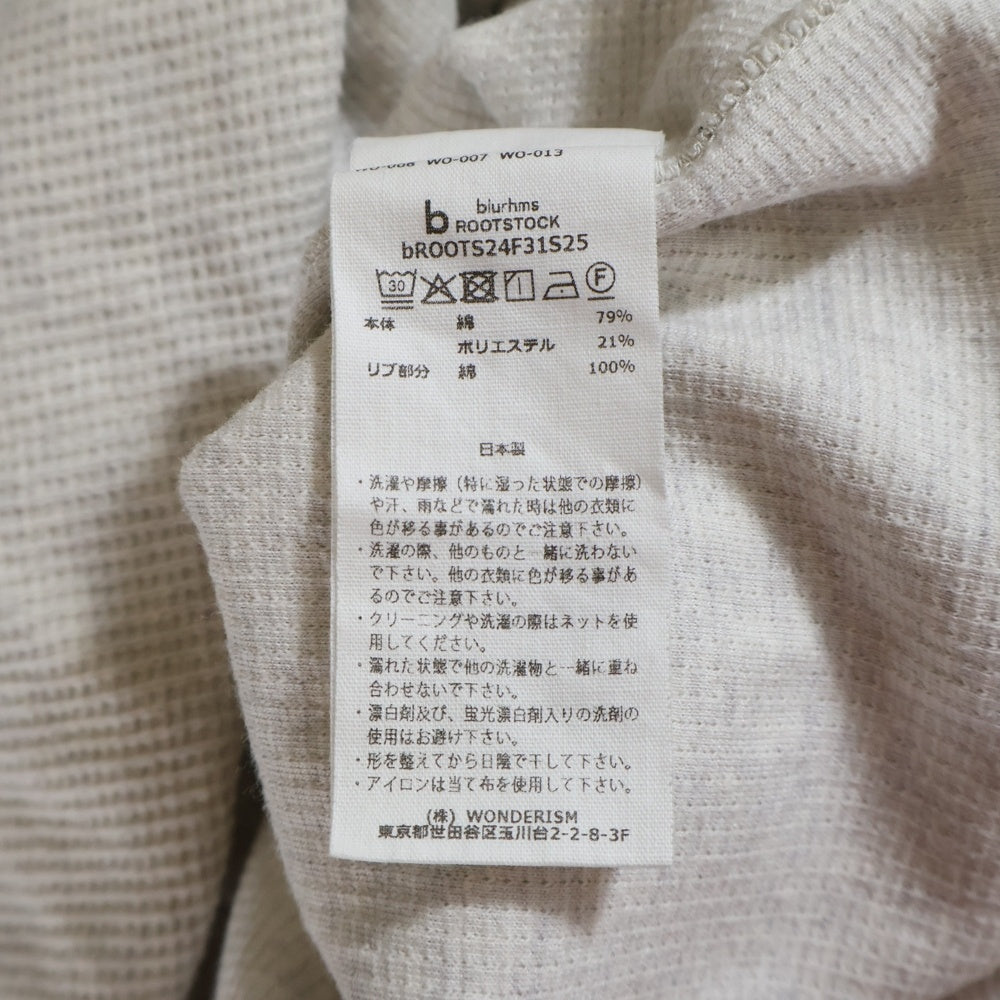 WO-006 WO-007 WO-013
b biurhms
ROOTSTOCK
bROOTS24F31S25
30 F
本体 綿 79%
ポリエステル 21%
リブ部分 綿 100%
日本製
・洗濯や摩擦（特に湿った状態での摩擦）
や汗、雨などで濡れた時は他の衣類に
色が移る事があるのでご注意下さい。
・洗濯の際、他のものと一緒に洗わない
で下さい。他の衣類に色が移る事があ
るのでご注意下さい。
・クリーニングや洗濯の際はネットを使
用してください。
・濡れた状態で他の洗濯物と一緒に重ね
合わせないで下さい。
・漂白剤及び、蛍光漂白剤入りの洗剤の
使用はお避け下さい。
・形を整えてから日陰で干して下さい。
・アイロンは当て布を使用して下さい。
(株) WONDERISM
東京都世田谷区玉川台2-2-8-3F